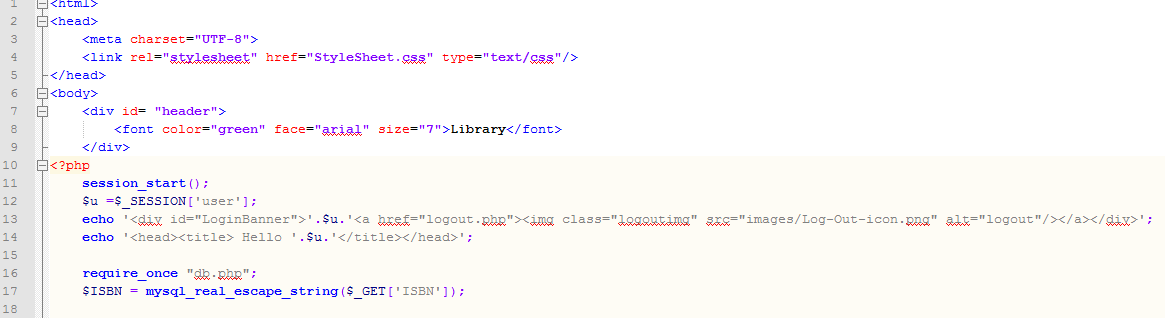 1 <html>
2 <head>
3 <meta charset="UTF-8">
4 <link rel="stylesheet" href="StyleSheet.css" type="text/css"/>
5 </head>
6 <body>
7 <div id= "header">
8 <font color="green" face="arial" size="7">Library</font>
9 </div>
10 <?php
11 session_start();
12 $u =$_SESSION['user'];
13 echo '<div id="LoginBanner">'.$u.'<a href="logout.php"><img class="logoutimg" src="images/Log-Out-icon.png" alt="logout"/></a></div>';
14 echo '<head><title> Hello '.$u.'</title></head>';
15
16 require_once "db.php";
17 $ISBN = mysql_real_escape_string($_GET['ISBN']);
18